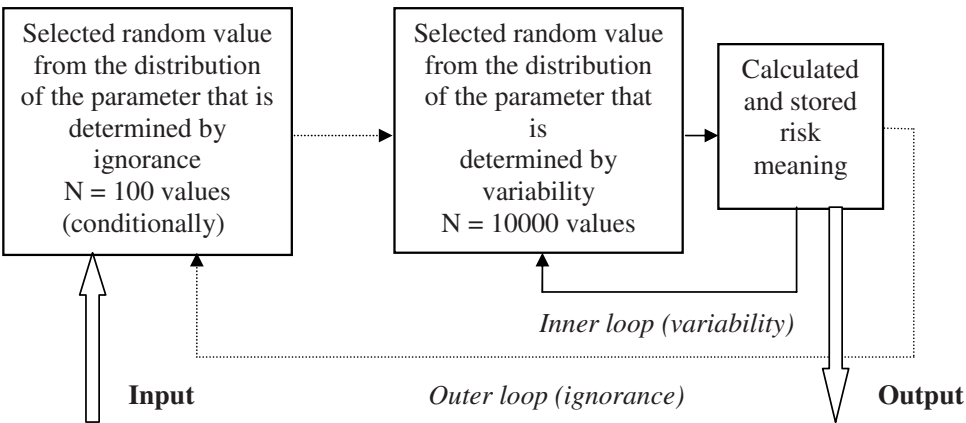 Selected random value
from the distribution
of the parameter that is
determined by
ignorance
N = 100 values
(conditionally)
Selected random value
from the distribution
of the parameter that
is
determined by
variability
N = 10000 values
Calculated
and stored
risk
meaning
Inner loop (variability)
Input
Outer loop (ignorance)
Output